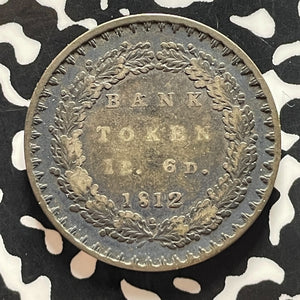 BANK
TOKEN
1s. 6D.
1812